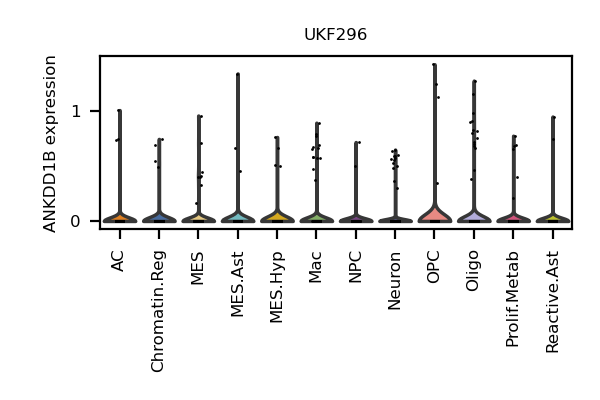 UKF296
ANKDD1B expression
1
0
AC
Chromatin.Reg
MES
MES.Ast
MES.Hyp
Mac
NPC
Neuron
OPC
Oligo
Prolif.Metab
Reactive.Ast